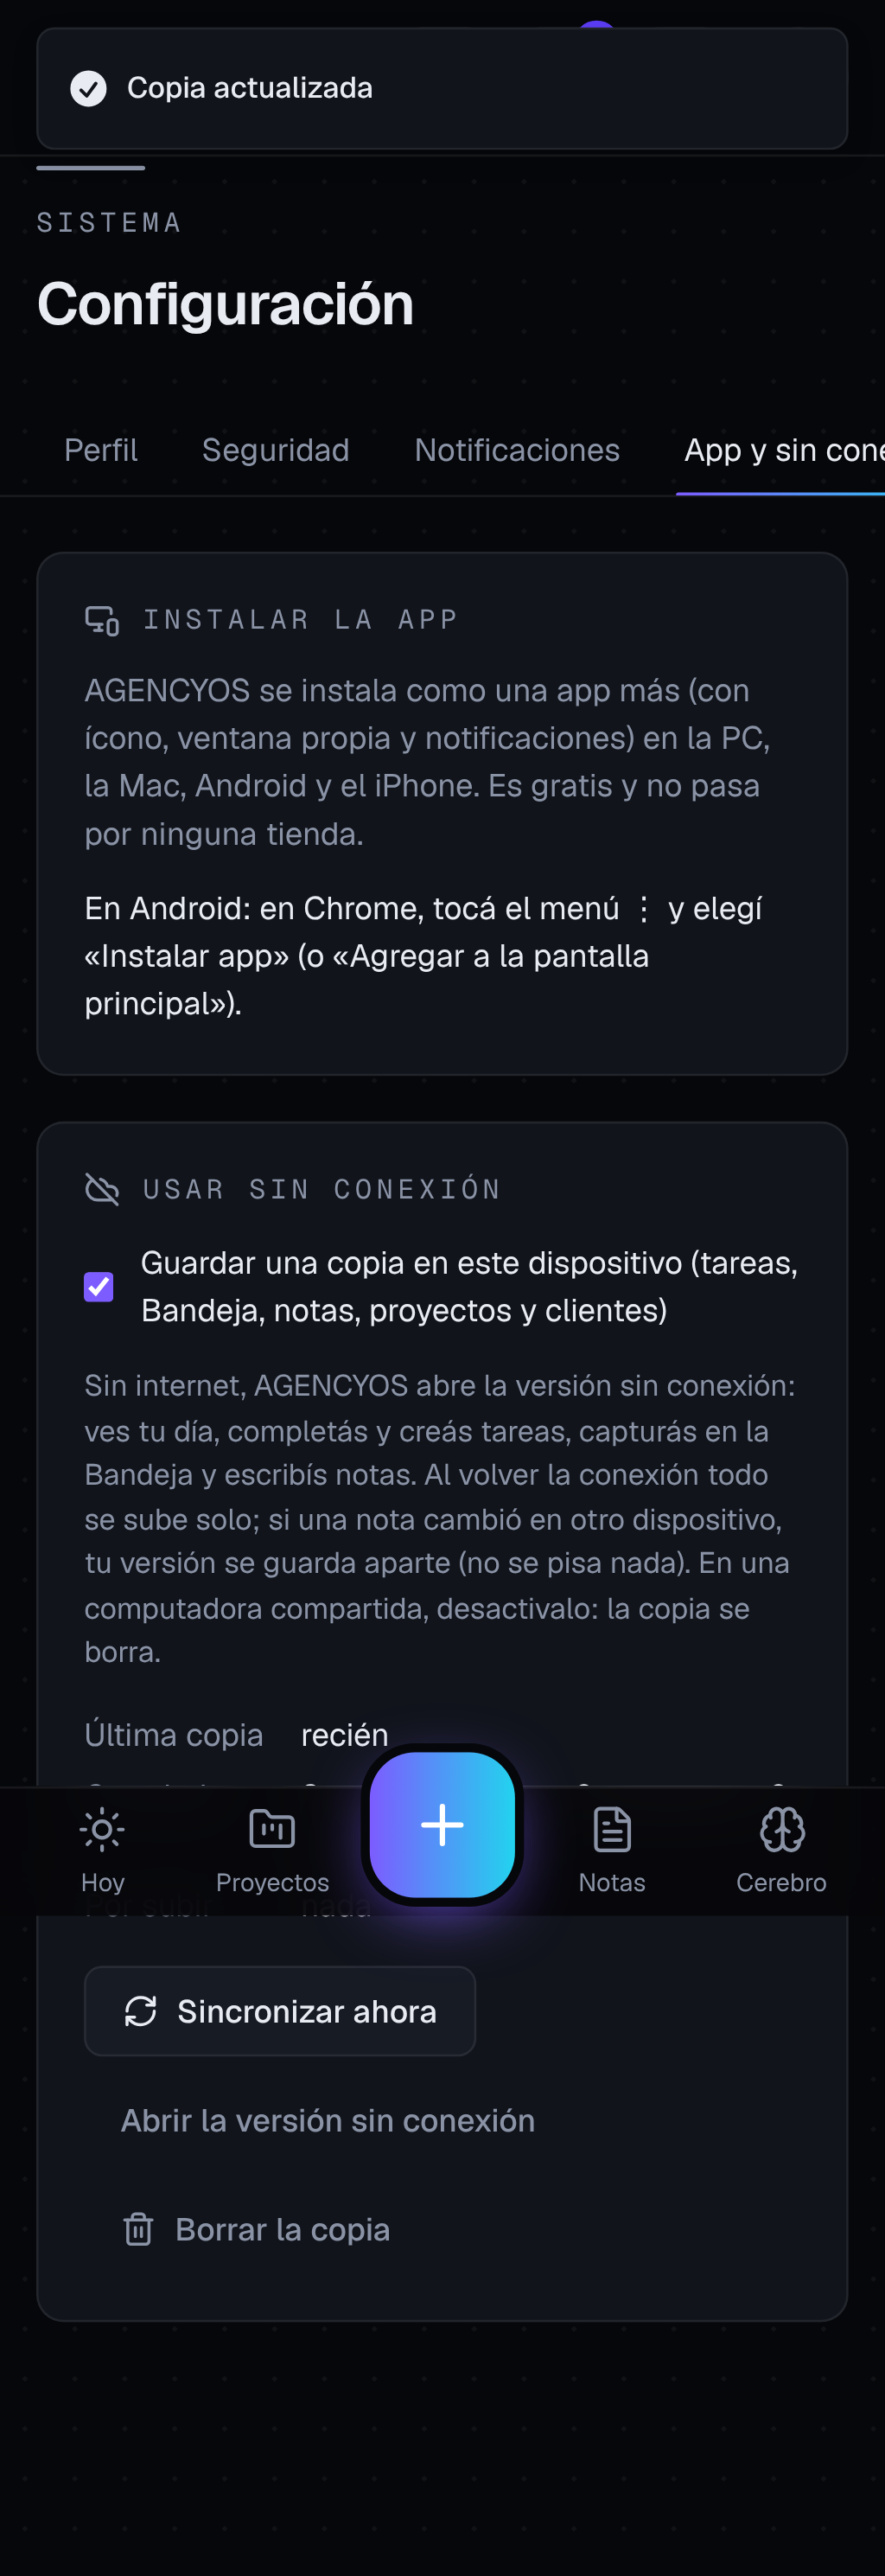 Copia actualizada
SISTEMA
Configuración
Perfil Seguridad Notificaciones App y sin
INSTALAR LA APP
AGENCYOS se instala como una app más (con
ícono, ventana propia y notificaciones) en la PC,
la Mac, Android y el iPhone. Es gratis y no pasa
por ninguna tienda.
En Android: en Chrome, tocá el menú ⋮ y elegí
«Instalar app» (o «Agregar a la pantalla
principal»).
USAR SIN CONEXIÓN
Guardar una copia en este dispositivo (tareas,
Bandeja, notas, proyectos y clientes)
Sin internet, AGENCYOS abre la versión sin conexión:
ves tu día, completás y creás tareas, capturás en la
Bandeja y escribís notas. Al volver la conexión todo
se sube solo; si una nota cambió en otro dispositivo,
tu versión se guarda aparte (no se pisa nada). En una
computadora compartida, desactivalo: la copia se
borra.
Última copia recién
Hoy Proyectos Notas Cerebro
Por subir nada
Sincronizar ahora
Abrir la versión sin conexión
Borrar la copia